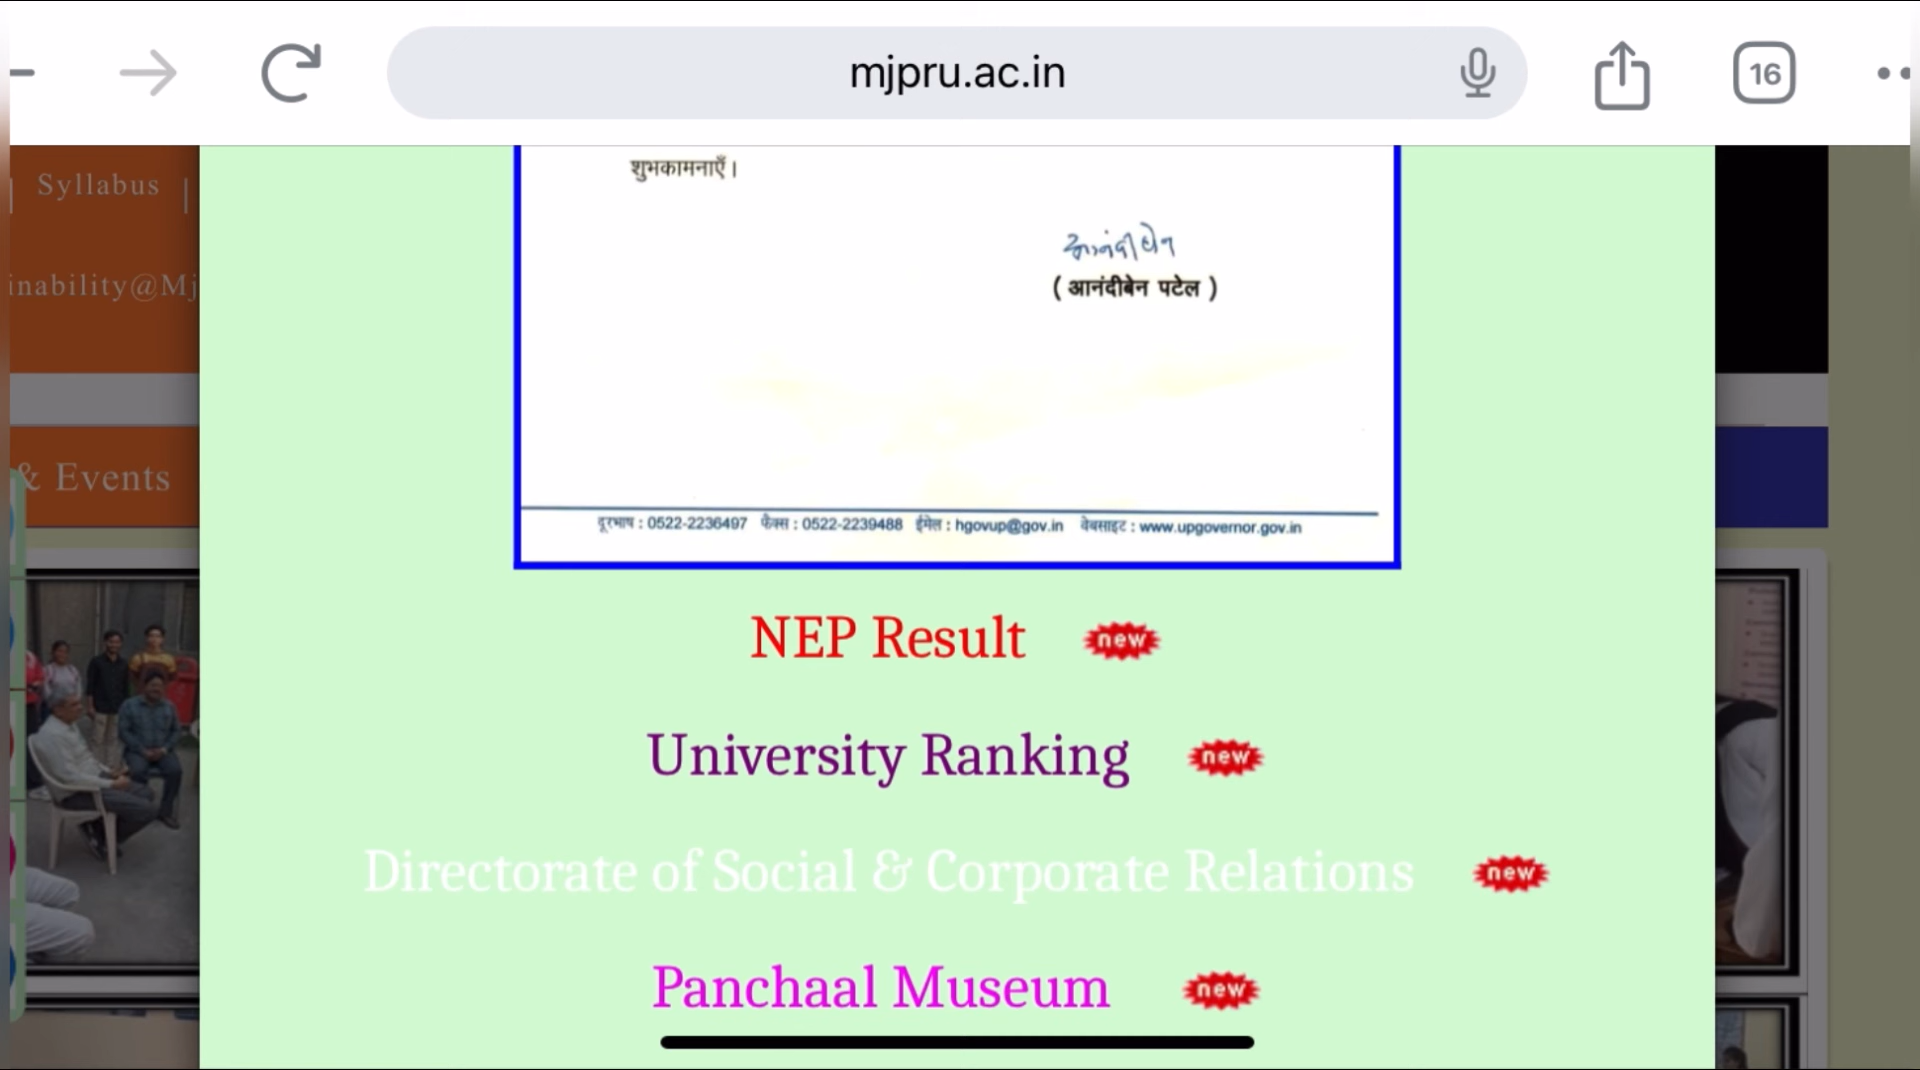 mjpru.ac.in
16
Syllabus |
inability@Mj
& Events
शुभकामनाएँ।
आनंदीबेन
( आनंदीबेन पटेल )
दूरभाष : 0522-2236497 फैक्स : 0522-2239488 ईमेल : hgovup@gov.in वेबसाइट : www.upgovernor.gov.in
NEP Result new
University Ranking new
Directorate of Social & Corporate Relations new
Panchaal Museum new